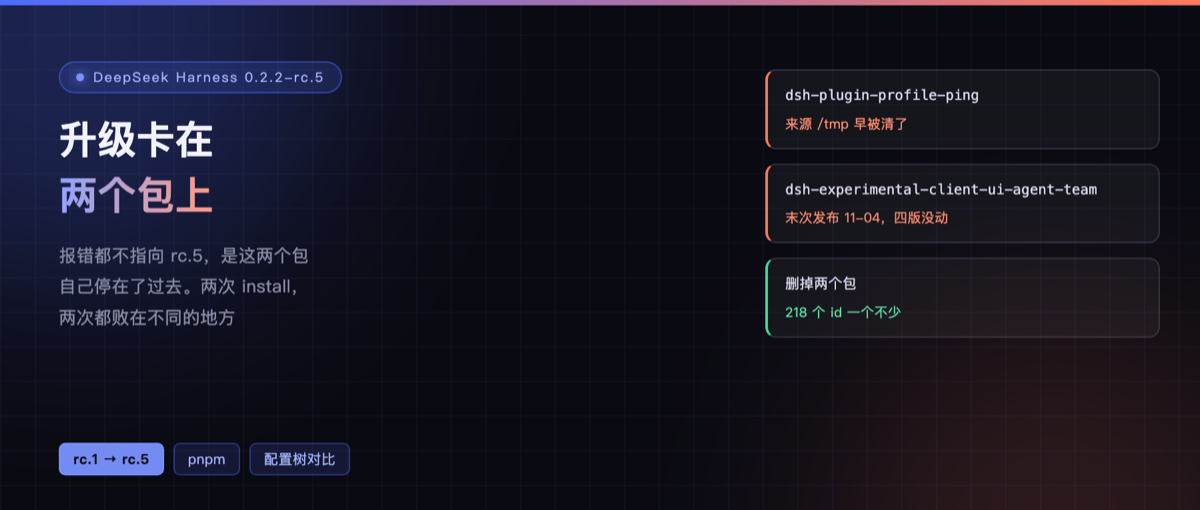 DeepSeek Harness 0.2.2-rc.5
升级卡在
两个包上
报错都不指向 rc.5，是这两个包
自己停在了过去。两次 install，
两次都败在不同的地方
rc.1 → rc.5
pnpm
配置树对比
dsh-plugin-profile-ping
来源 /tmp 早被清了
dsh-experimental-client-ui-agent-team
末次发布 11-04，四版没动
删掉两个包
218 个 id 一个不少